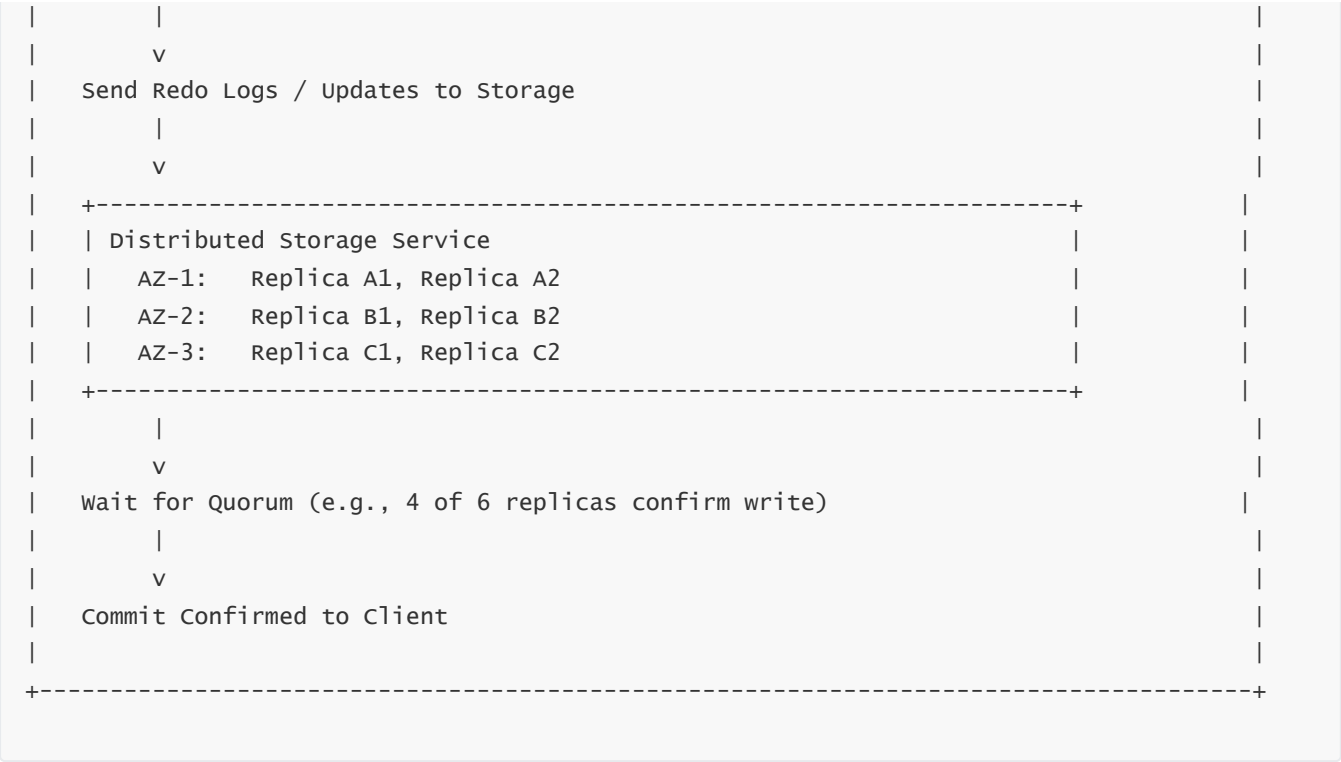 |        |                                                                             |
|        v                                                                             |
|   Send Redo Logs / Updates to Storage                                                |
|        |                                                                             |
|        v                                                                             |
|   +---------------------------------------------------------------------+           |
|   | Distributed Storage Service                                         |           |
|   |   AZ-1:   Replica A1, Replica A2                                    |           |
|   |   AZ-2:   Replica B1, Replica B2                                    |           |
|   |   AZ-3:   Replica C1, Replica C2                                    |           |
|   +---------------------------------------------------------------------+           |
|        |                                                                             |
|        v                                                                             |
|   Wait for Quorum (e.g., 4 of 6 replicas confirm write)                             |
|        |                                                                             |
|        v                                                                             |
|   Commit Confirmed to Client                                                         |
|                                                                                      |
+--------------------------------------------------------------------------------------+